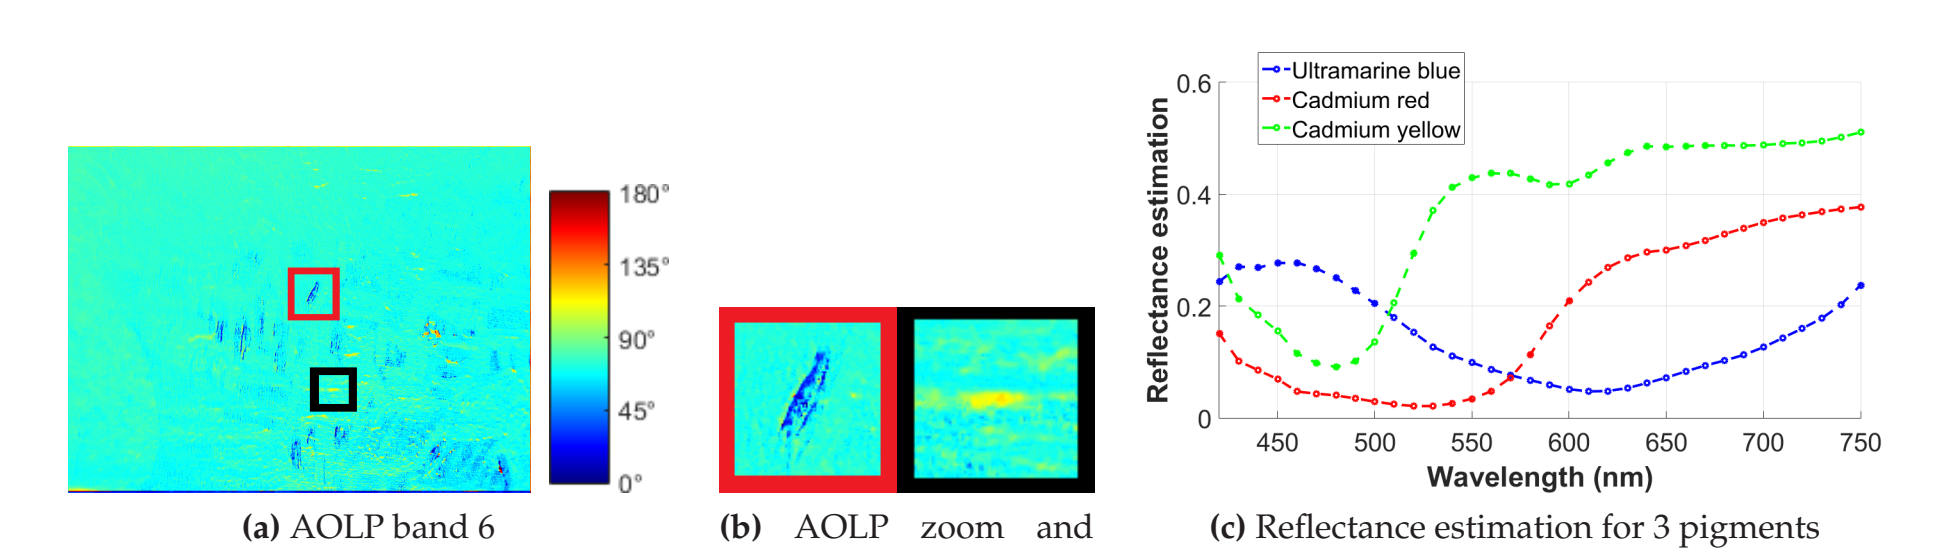 180°
135°
90°
45°
0°
(a) AOLP band 6
(b) AOLP zoom and
Ultramarine blue
Cadmium red
Cadmium yellow
Reflectance estimation
0.6
0.4
0.2
0
450 500 550 600 650 700 750
Wavelength (nm)
(c) Reflectance estimation for 3 pigments